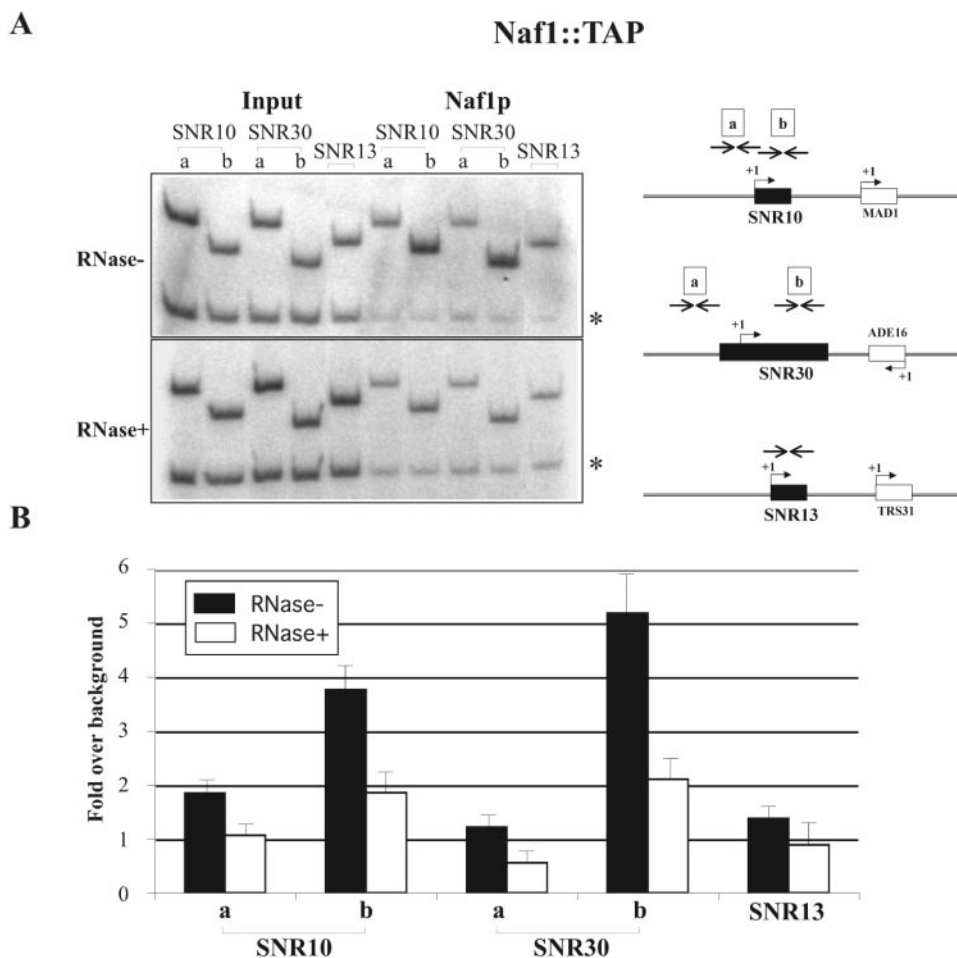 A
Naf1::TAP
Input Naf1p
SNR10 SNR30 SNR13 SNR10 SNR30 SNR13
a b a b a b a b
RNase-
*
RNase+
*
a b
+1 +1
SNR10 MAD1
a b
+1 ADE16
SNR30 +1
+1 +1
SNR13 TRS31
B
Fold over background
6
5
4
3
2
1
0
RNase-
RNase+
a b a b SNR13
SNR10 SNR30